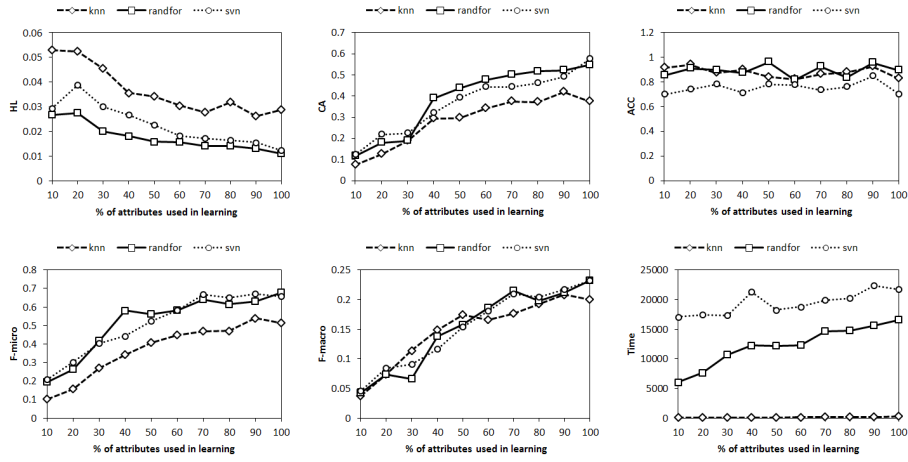 knn randfor svn
HL
0.06
0.05
0.04
0.03
0.02
0.01
0
10 20 30 40 50 60 70 80 90 100
% of attributes used in learning
knn randfor svn
CA
0.7
0.6
0.5
0.4
0.3
0.2
0.1
0
10 20 30 40 50 60 70 80 90 100
% of attributes used in learning
knn randfor svn
ACC
1.2
1
0.8
0.6
0.4
0.2
0
10 20 30 40 50 60 70 80 90 100
% of attributes used in learning
knn randfor svn
F-micro
0.8
0.7
0.6
0.5
0.4
0.3
0.2
0.1
0
10 20 30 40 50 60 70 80 90 100
% of attributes used in learning
knn randfor svn
F-macro
0.25
0.2
0.15
0.1
0.05
0
10 20 30 40 50 60 70 80 90 100
% of attributes used in learning
knn randfor svn
Time
25000
20000
15000
10000
5000
0
10 20 30 40 50 60 70 80 90 100
% of attributes used in learning